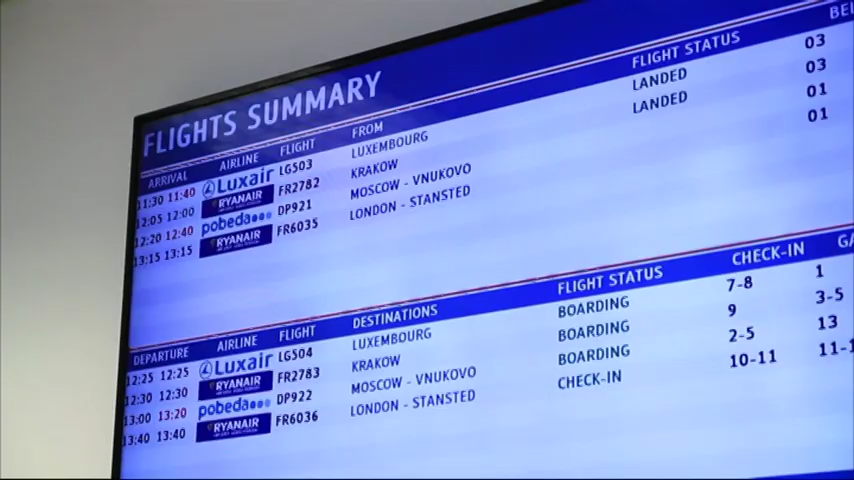 FLIGHTS SUMMARY
ARRIVAL AIRLINE FLIGHT FROM FLIGHT STATUS
11:30 11:40 Luxair LG503 LUXEMBOURG LANDED 03
12:05 12:00 RYANAIR FR2782 KRAKOW LANDED 03
12:20 12:40 pobeda DP921 MOSCOW - VNUKOVO 01
13:15 13:15 RYANAIR FR6035 LONDON - STANSTED 01
DEPARTURE AIRLINE FLIGHT DESTINATIONS FLIGHT STATUS CHECK-IN
12:25 12:25 Luxair LG504 LUXEMBOURG BOARDING 7-8 1
12:30 12:30 RYANAIR FR2783 KRAKOW BOARDING 9 3-5
13:00 13:20 pobeda DP922 MOSCOW - VNUKOVO BOARDING 2-5 13
13:40 13:40 RYANAIR FR6036 LONDON - STANSTED CHECK-IN 10-11